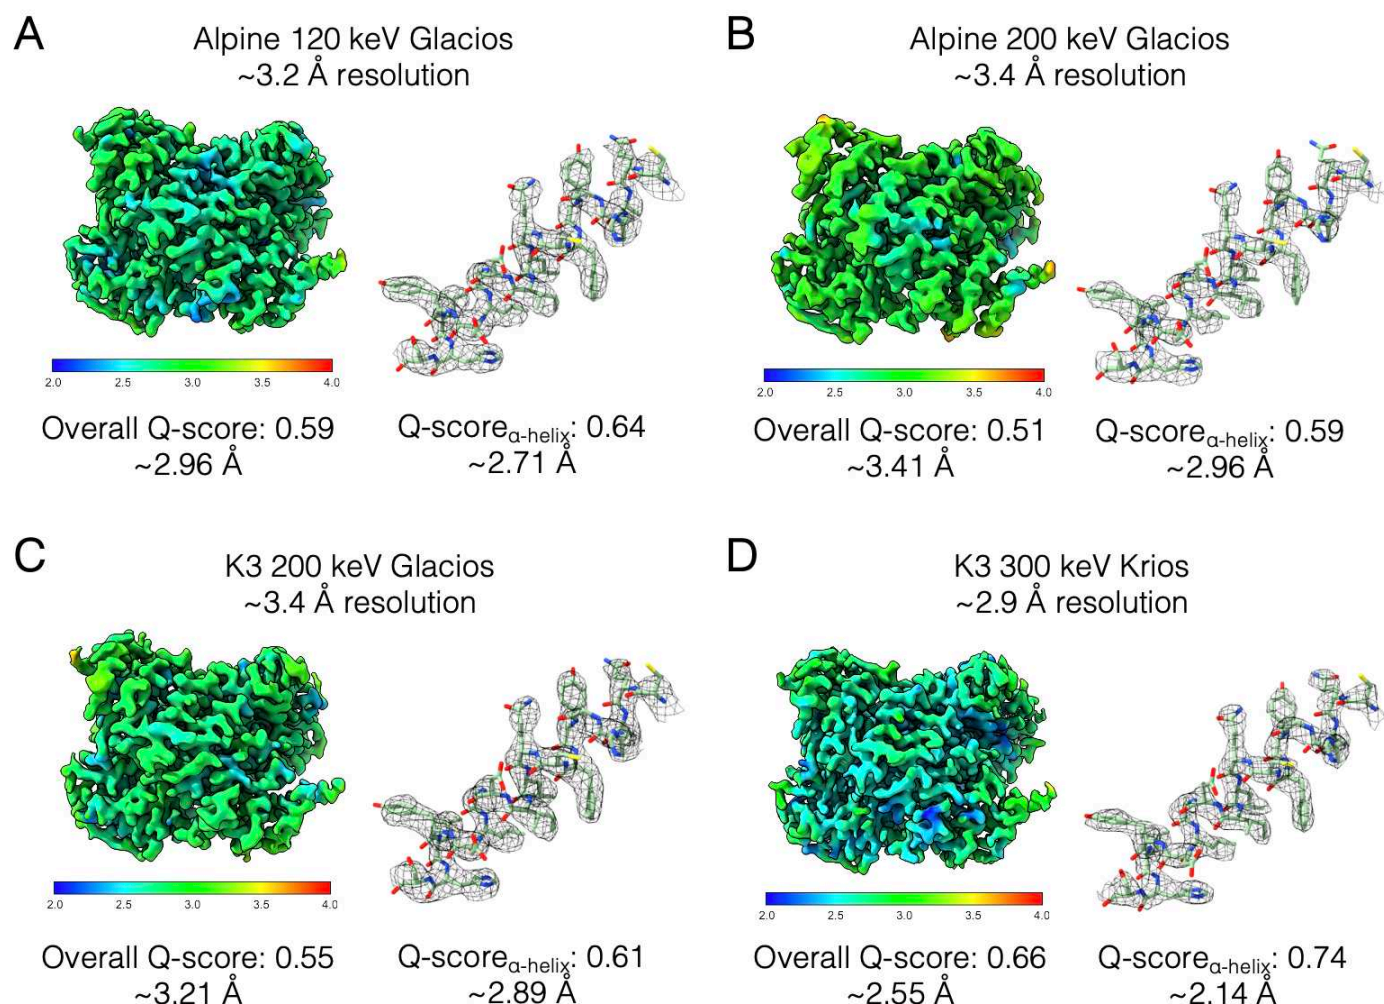 A
Alpine 120 keV Glacios
~3.2 Å resolution
2.0 2.5 3.0 3.5 4.0
Overall Q-score: 0.59
~2.96 Å
Q-scoreα-helix: 0.64
~2.71 Å
B
Alpine 200 keV Glacios
~3.4 Å resolution
2.0 2.5 3.0 3.5 4.0
Overall Q-score: 0.51
~3.41 Å
Q-scoreα-helix: 0.59
~2.96 Å
C
K3 200 keV Glacios
~3.4 Å resolution
2.0 2.5 3.0 3.5 4.0
Overall Q-score: 0.55
~3.21 Å
Q-scoreα-helix: 0.61
~2.89 Å
D
K3 300 keV Krios
~2.9 Å resolution
2.0 2.5 3.0 3.5 4.0
Overall Q-score: 0.66
~2.55 Å
Q-scoreα-helix: 0.74
~2.14 Å